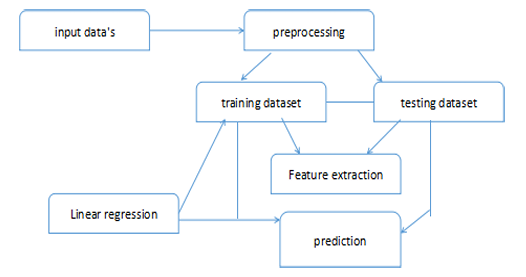 input data's
preprocessing
training dataset
testing dataset
Feature extraction
Linear regression
prediction